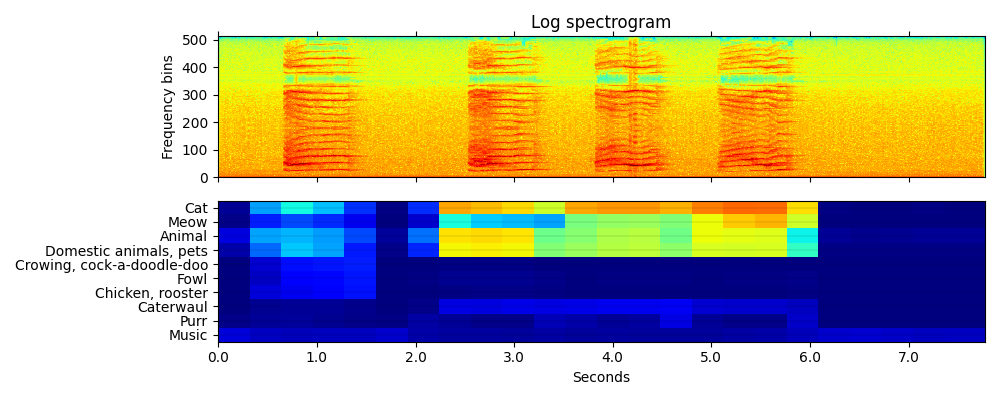 Log spectrogram
500
400
300
200
100
0
Frequency bins
Cat
Meow
Animal
Domestic animals, pets
Crowing, cock-a-doodle-doo
Fowl
Chicken, rooster
Caterwaul
Purr
Music
0.0 1.0 2.0 3.0 4.0 5.0 6.0 7.0
Seconds